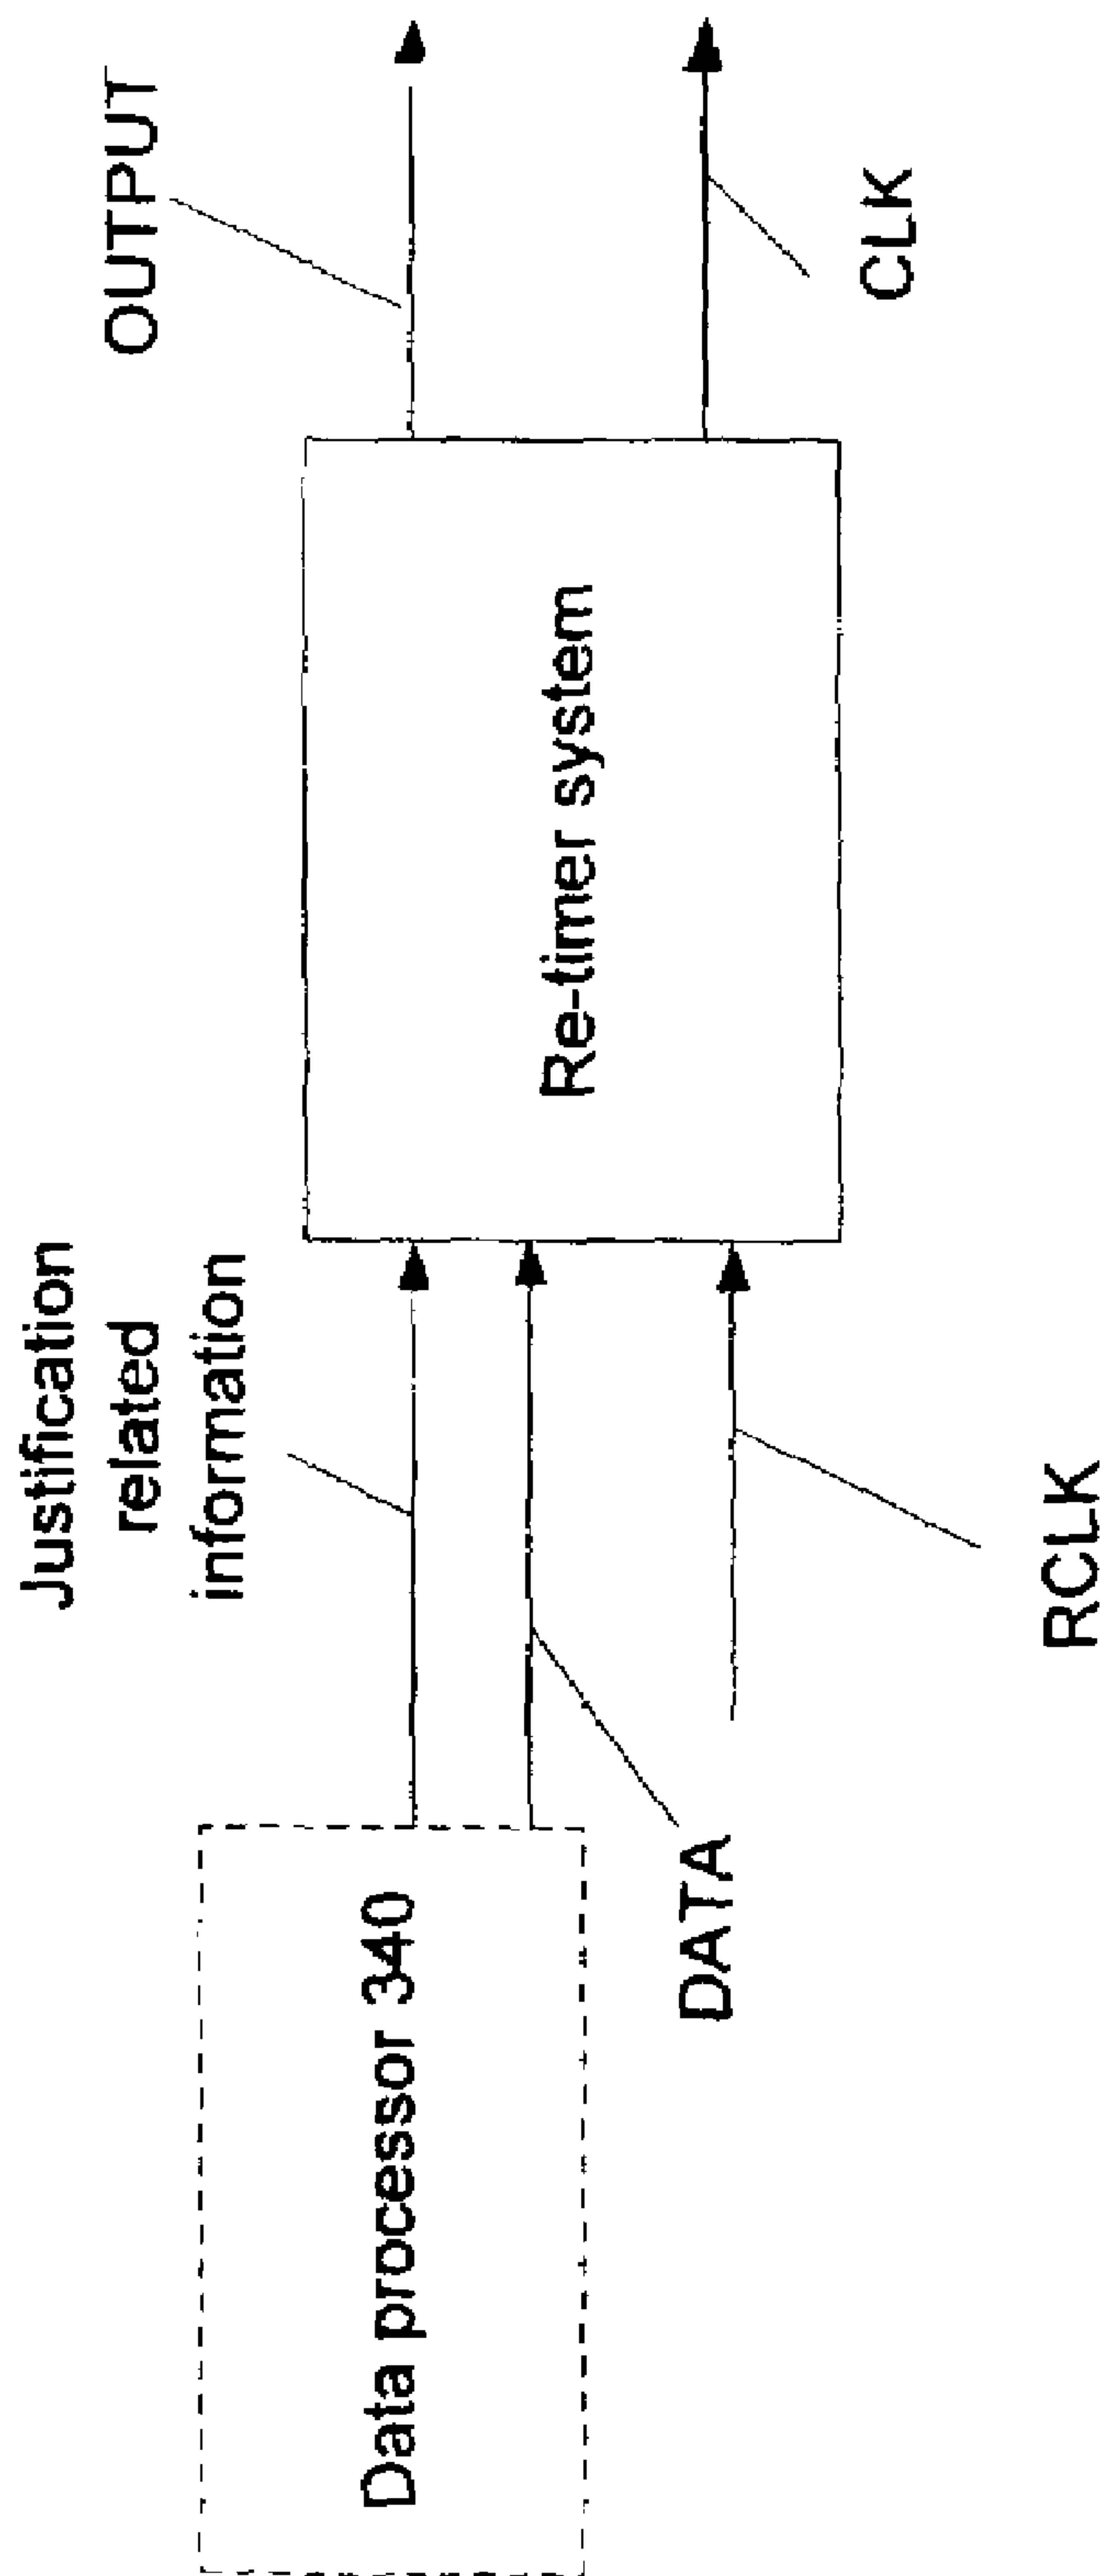 Justification
related
information
OUTPUT
Data processor 340
Re-timer system
DATA
CLK
RCLK